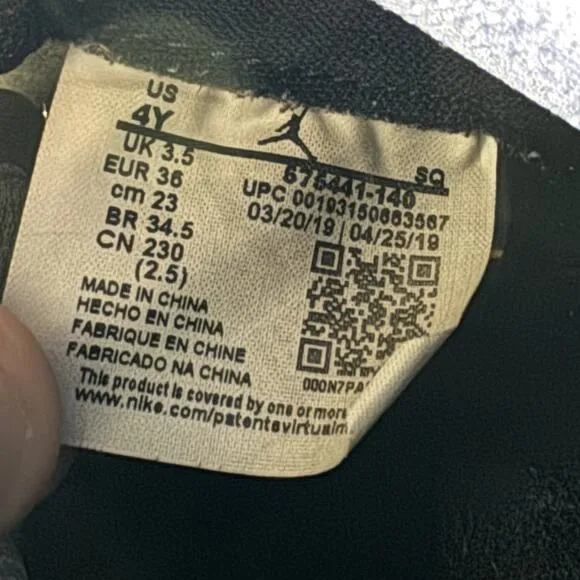 US
4Y
UK 3.5
EUR 36
cm 23
BR 34.5
CN 230
(2.5)
SQ
575441-140
UPC 00193150663567
03/20/19 | 04/25/19
MADE IN CHINA
HECHO EN CHINA
FABRIQUE EN CHINE
FABRICADO NA CHINA
000N7PA
This product is covered by one or more
www.nike.com/patentsvirtualm